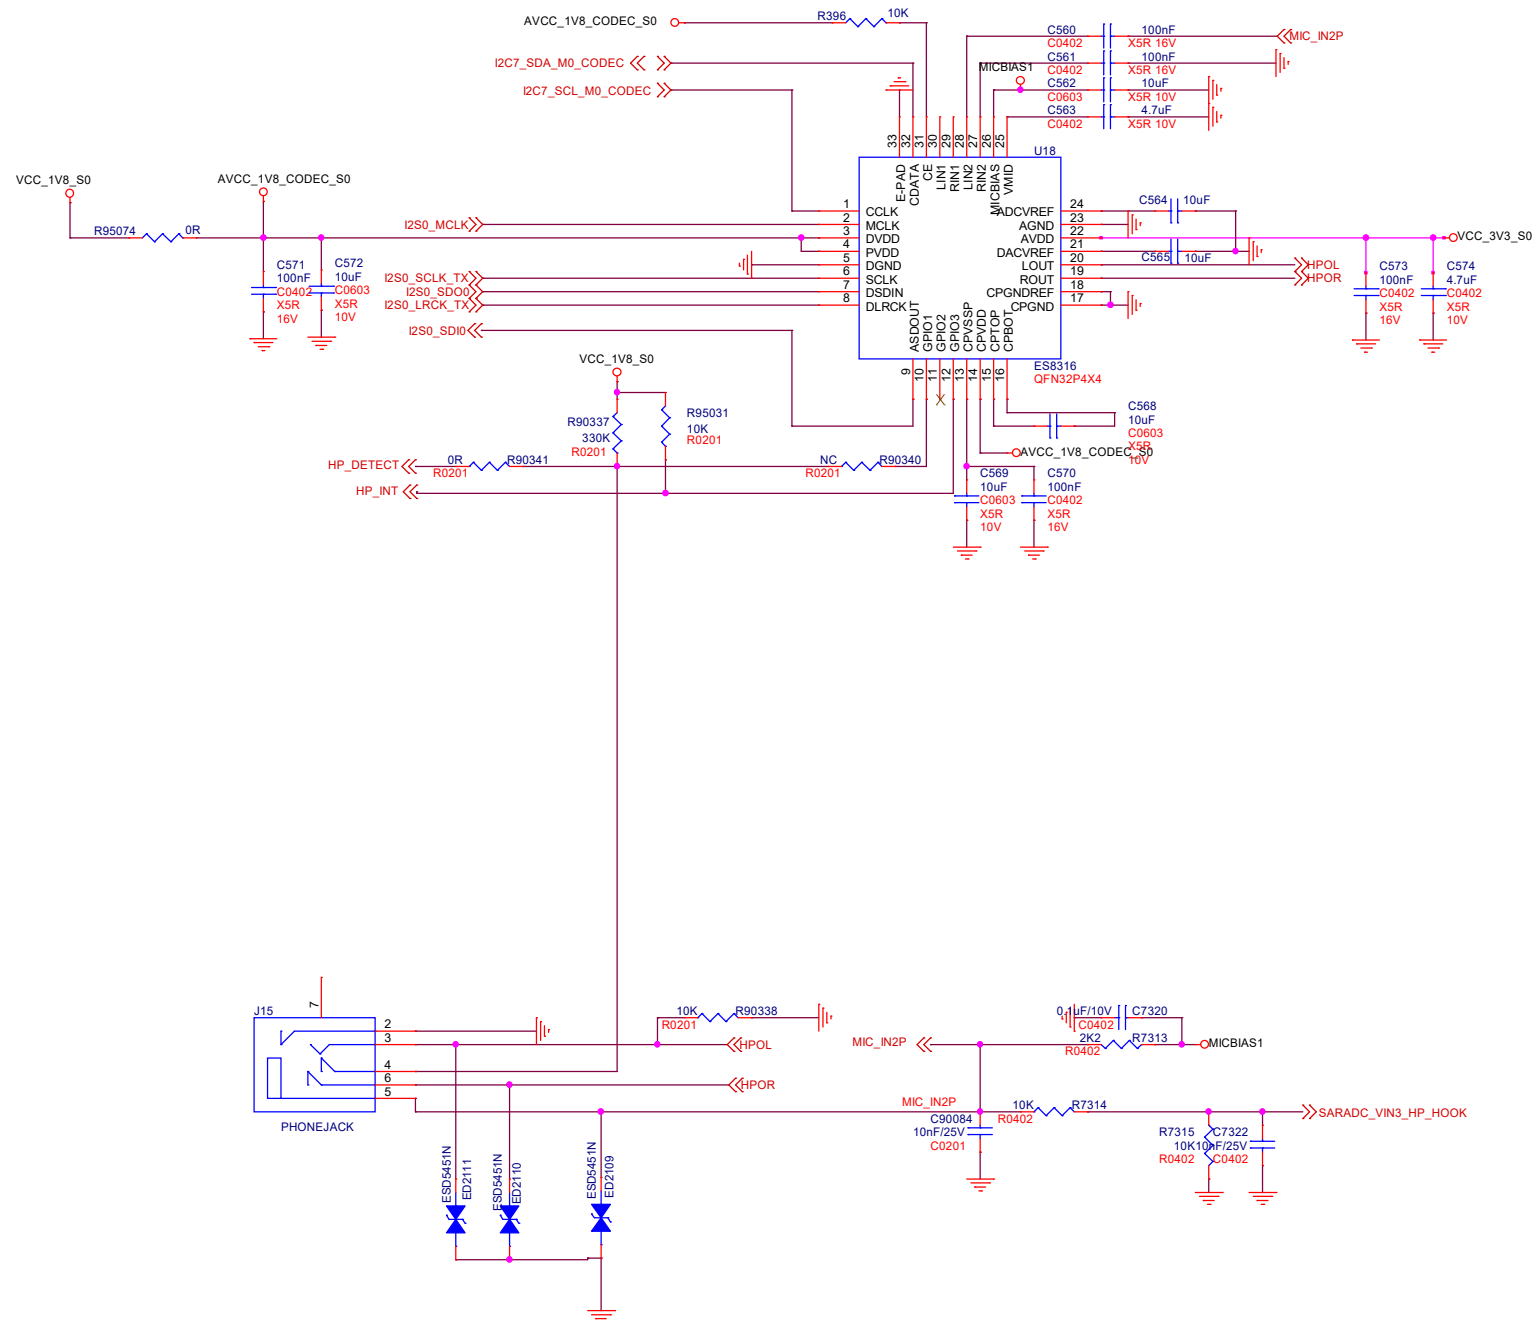 AVCC_1V8_CODEC_S0
R396
10K
I2C7_SDA_M0_CODEC
I2C7_SCL_M0_CODEC
C560
100nF
C0402
X5R 16V
MIC_IN2P
C561
100nF
C0402
X5R 16V
MICBIAS1
C562
10uF
C0603
X5R 10V
C563
4.7uF
C0402
X5R 10V
33
32
31
30
29
28
27
26
25
U18
E-PAD
CDATA
CE
LIN1
RIN1
LIN2
RIN2
MICBIAS
VMID
VCC_1V8_S0
AVCC_1V8_CODEC_S0
R95074
0R
I2S0_MCLK
I2S0_SCLK_TX
I2S0_SDO0
I2S0_LRCK_TX
I2S0_SDI0
1
CCLK
2
MCLK
3
DVDD
4
PVDD
5
DGND
6
SCLK
7
DSDIN
8
DLRCK
ADCVREF
24
AGND
23
AVDD
22
DACVREF
21
LOUT
20
ROUT
19
CPGNDREF
18
CPGND
17
C564
10uF
C565
10uF
VCC_3V3_S0
HPOL
HPOR
C571
100nF
C0402
X5R
16V
C572
10uF
C0603
X5R
10V
C573
100nF
C0402
X5R
16V
C574
4.7uF
C0402
X5R
10V
ASDOUT
GPIO1
GPIO2
GPIO3
CPVSSP
CPVDD
CPTOP
CPBOT
9
10
11
12
13
14
15
16
ES8316
QFN32P4X4
VCC_1V8_S0
R90337
330K
R0201
R95031
10K
R0201
C568
10uF
C0603
X5R
10V
AVCC_1V8_CODEC_S0
HP_DETECT
0R
R90341
R0201
NC
R90340
R0201
HP_INT
C569
10uF
C0603
X5R
10V
C570
100nF
C0402
X5R
16V
J15
7
2
3
4
6
5
PHONEJACK
10K
R90338
R0201
HPOL
HPOR
MIC_IN2P
0.1uF/10V
C7320
C0402
2K2
R7313
R0402
MICBIAS1
MIC_IN2P
10K
R7314
R0402
C90084
10nF/25V
C0201
SARADC_VIN3_HP_HOOK
R7315
10K
R0402
C7322
10nF/25V
C0402
ESD5451N
ED2111
ESD5451N
ED2110
ESD5451N
ED2109